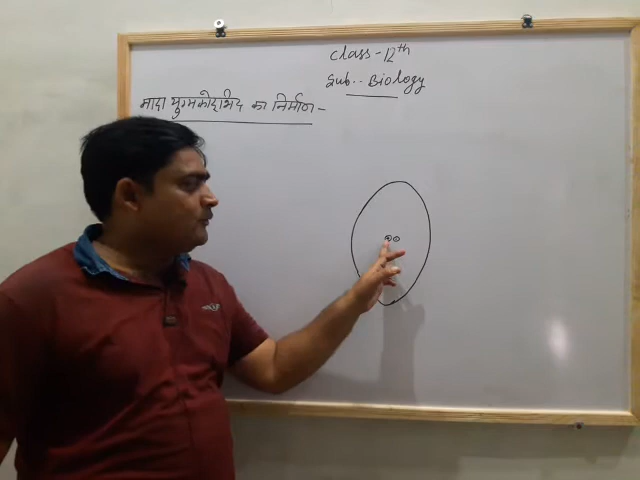 Class-12th
Sub.. Biology
मादा युग्मकोद्भिद का निर्माण -